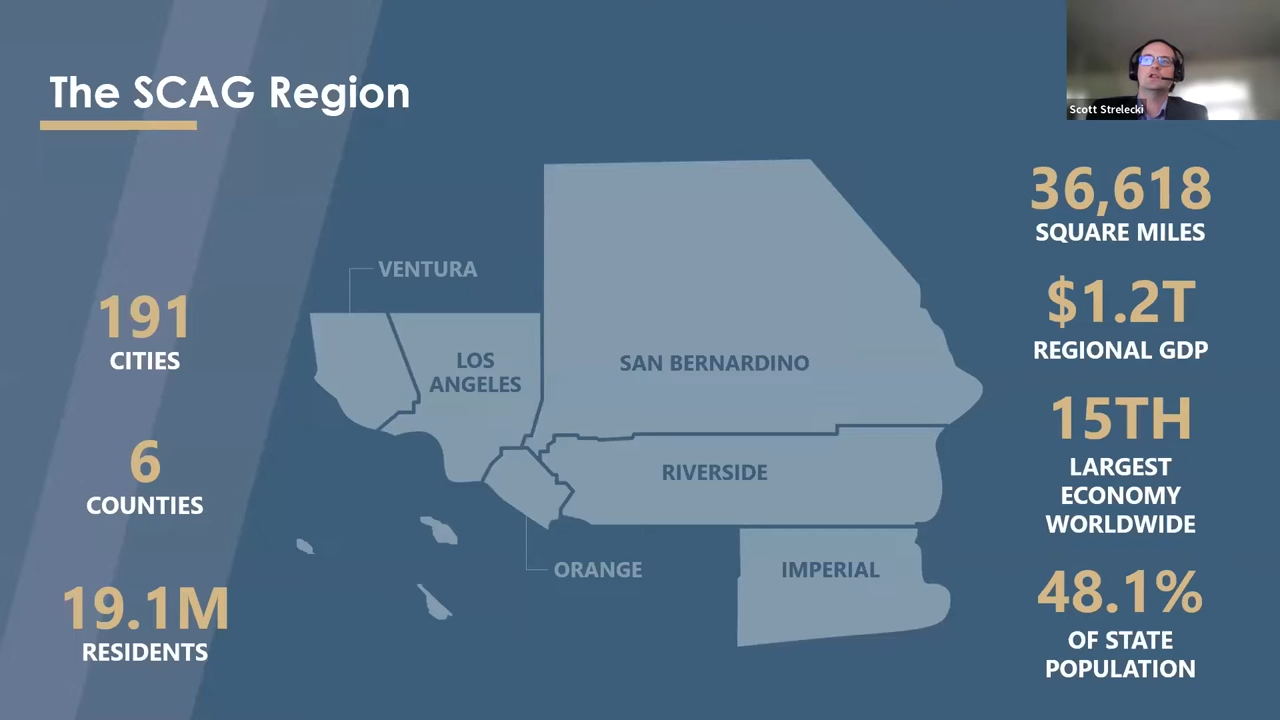 The SCAG Region
Scott Strelecki
191
CITIES
6
COUNTIES
19.1M
RESIDENTS
VENTURA
LOS
ANGELES
SAN BERNARDINO
RIVERSIDE
ORANGE
IMPERIAL
36,618
SQUARE MILES
$1.2T
REGIONAL GDP
15TH
LARGEST
ECONOMY
WORLDWIDE
48.1%
OF STATE
POPULATION